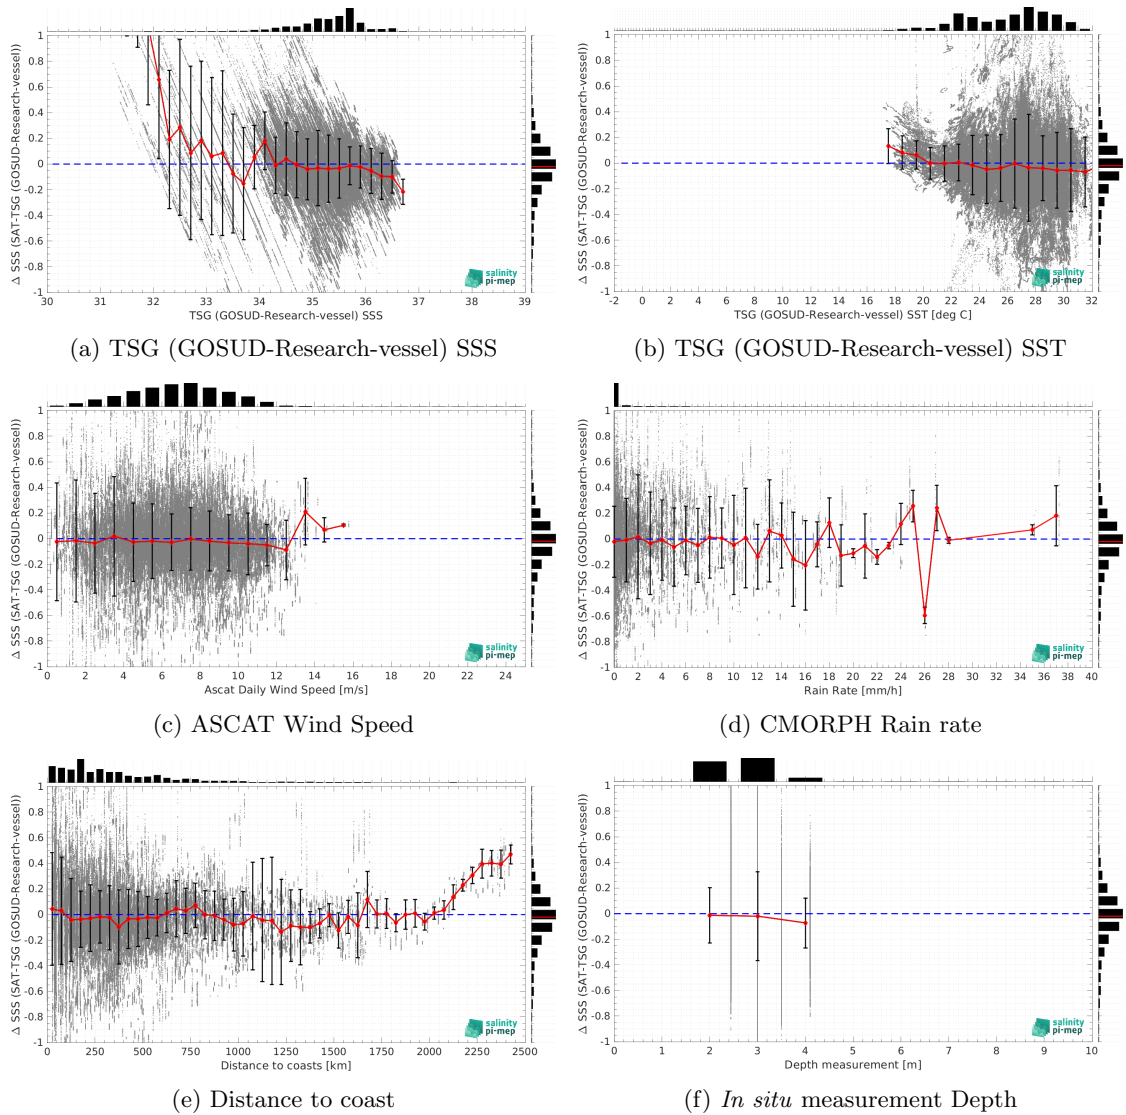 Δ SSS (SAT-TSG (GOSUD-Research-vessel))
1
0.8
0.6
0.4
0.2
0
-0.2
-0.4
-0.6
-0.8
-1
30 31 32 33 34 35 36 37 38 39
TSG (GOSUD-Research-vessel) SSS
salinity
pi-mep
(a) TSG (GOSUD-Research-vessel) SSS
Δ SSS (SAT-TSG (GOSUD-Research-vessel))
1
0.8
0.6
0.4
0.2
0
-0.2
-0.4
-0.6
-0.8
-1
-2 0 2 4 6 8 10 12 14 16 18 20 22 24 26 28 30 32
TSG (GOSUD-Research-vessel) SST [deg C]
salinity
pi-mep
(b) TSG (GOSUD-Research-vessel) SST
Δ SSS (SAT-TSG (GOSUD-Research-vessel))
1
0.8
0.6
0.4
0.2
0
-0.2
-0.4
-0.6
-0.8
-1
0 2 4 6 8 10 12 14 16 18 20 22 24
Ascat Daily Wind Speed [m/s]
salinity
pi-mep
(c) ASCAT Wind Speed
Δ SSS (SAT-TSG (GOSUD-Research-vessel))
1
0.8
0.6
0.4
0.2
0
-0.2
-0.4
-0.6
-0.8
-1
0 2 4 6 8 10 12 14 16 18 20 22 24 26 28 30 32 34 36 38 40
Rain Rate [mm/h]
salinity
pi-mep
(d) CMORPH Rain rate
Δ SSS (SAT-TSG (GOSUD-Research-vessel))
1
0.8
0.6
0.4
0.2
0
-0.2
-0.4
-0.6
-0.8
-1
0 250 500 750 1000 1250 1500 1750 2000 2250 2500
Distance to coasts [km]
salinity
pi-mep
(e) Distance to coast
Δ SSS (SAT-TSG (GOSUD-Research-vessel))
1
0.8
0.6
0.4
0.2
0
-0.2
-0.4
-0.6
-0.8
-1
0 1 2 3 4 5 6 7 8 9 10
Depth measurement [m]
salinity
pi-mep
(f) In situ measurement Depth